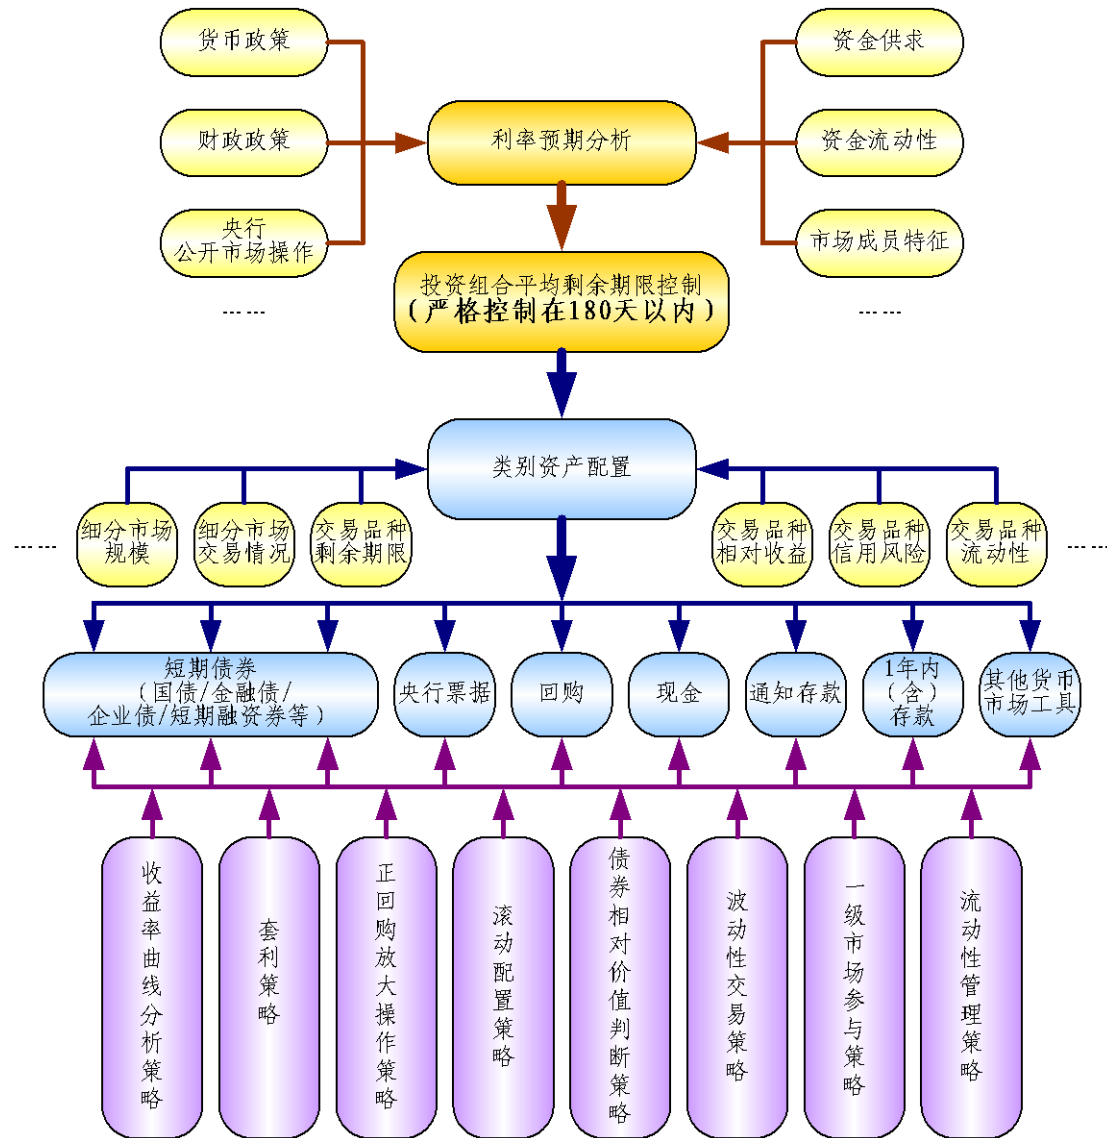 货币政策
资金供求
财政政策
利率预期分析
资金流动性
央行
公开市场操作
市场成员特征
投资组合平均剩余期限控制
（严格控制在180天以内）
……
……
类别资产配置
细分市场
规模
细分市场
交易情况
交易品种
剩余期限
交易品种
相对收益
交易品种
信用风险
交易品种
流动性
……
……
短期债券
（国债/金融债/
企业债/短期融资券等）
央行票据
回购
现金
通知存款
1年内
（含）
存款
其他货币
市场工具
收益率曲线分析策略
套利策略
正回购放大操作策略
滚动配置策略
债券相对价值判断策略
波动性交易策略
一级市场参与策略
流动性管理策略